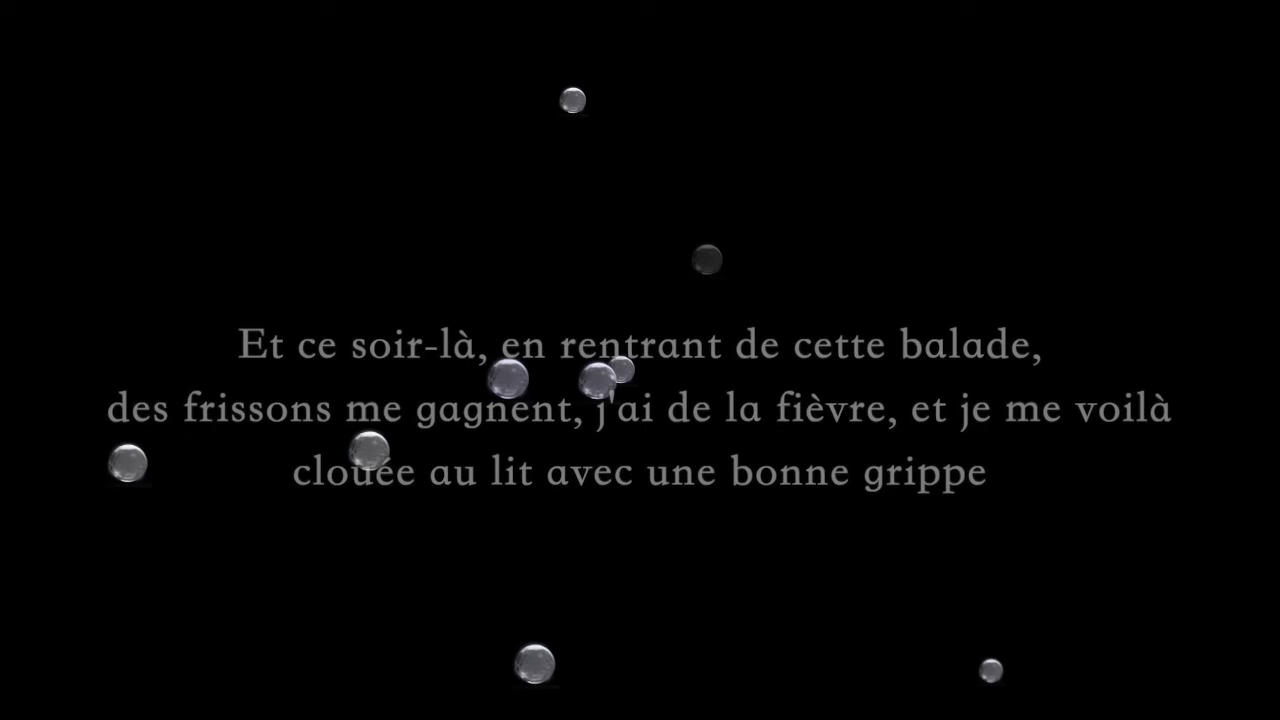 Et ce soir-là, en rentrant de cette balade,
des frissons me gagnent, j'ai de la fièvre, et je me voilà
clouée au lit avec une bonne grippe